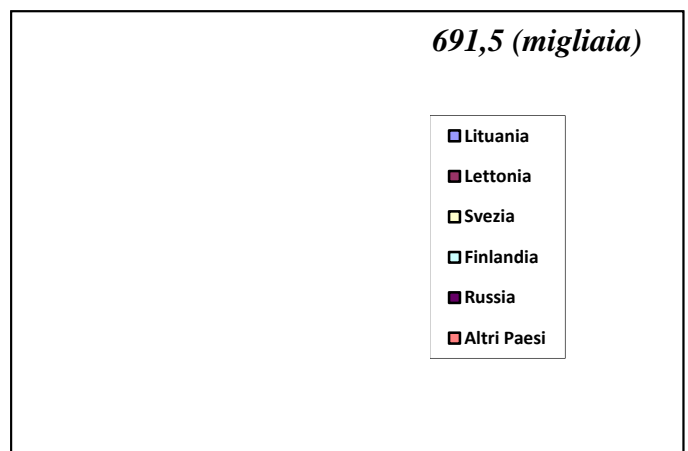 691,5 (migliaia)
Lituania
Lettonia
Svezia
Finlandia
Russia
Altri Paesi